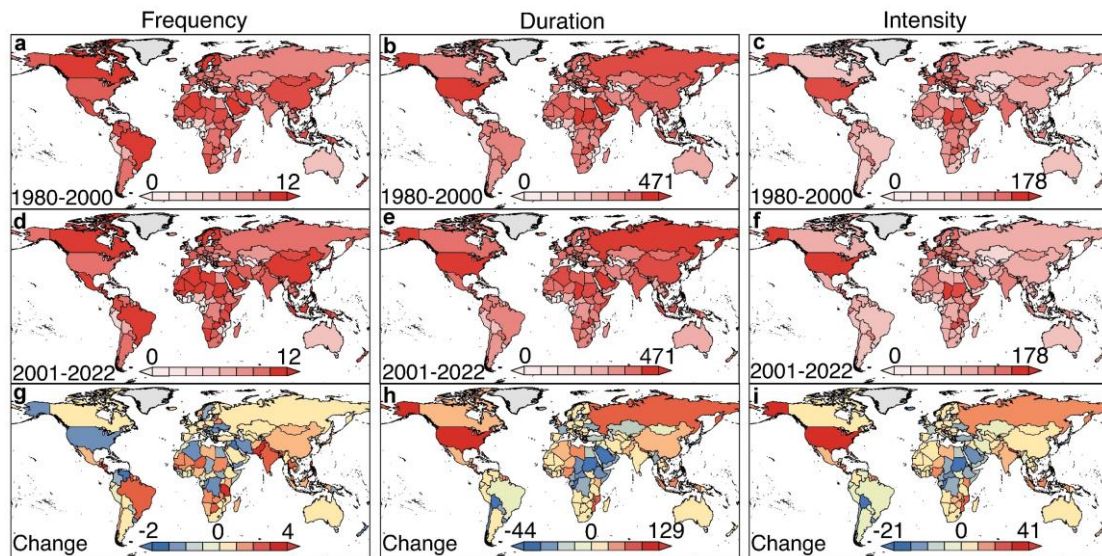 Frequency Duration Intensity
a b c
0 12 0 471 0 178
1980-2000 1980-2000 1980-2000
d e f
0 12 0 471 0 178
2001-2022 2001-2022 2001-2022
g h i
-2 0 4 -44 0 129 -21 0 41
Change Change Change